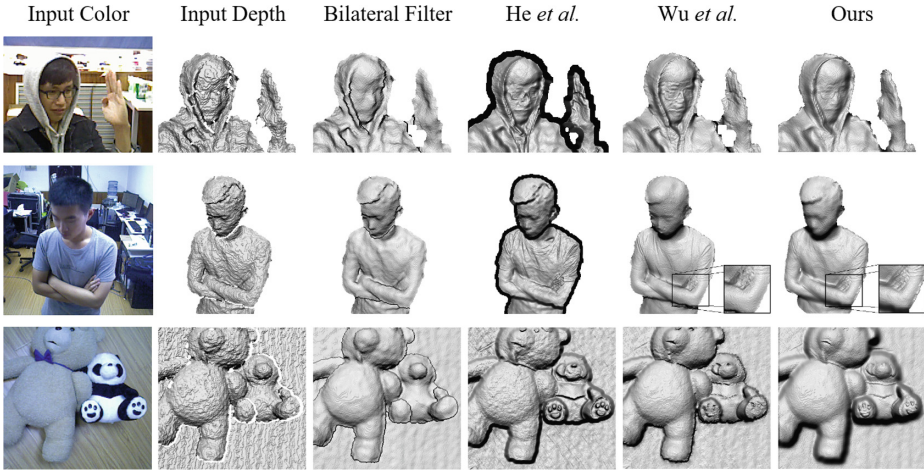 Input Color Input Depth Bilateral Filter He et al. Wu et al. Ours